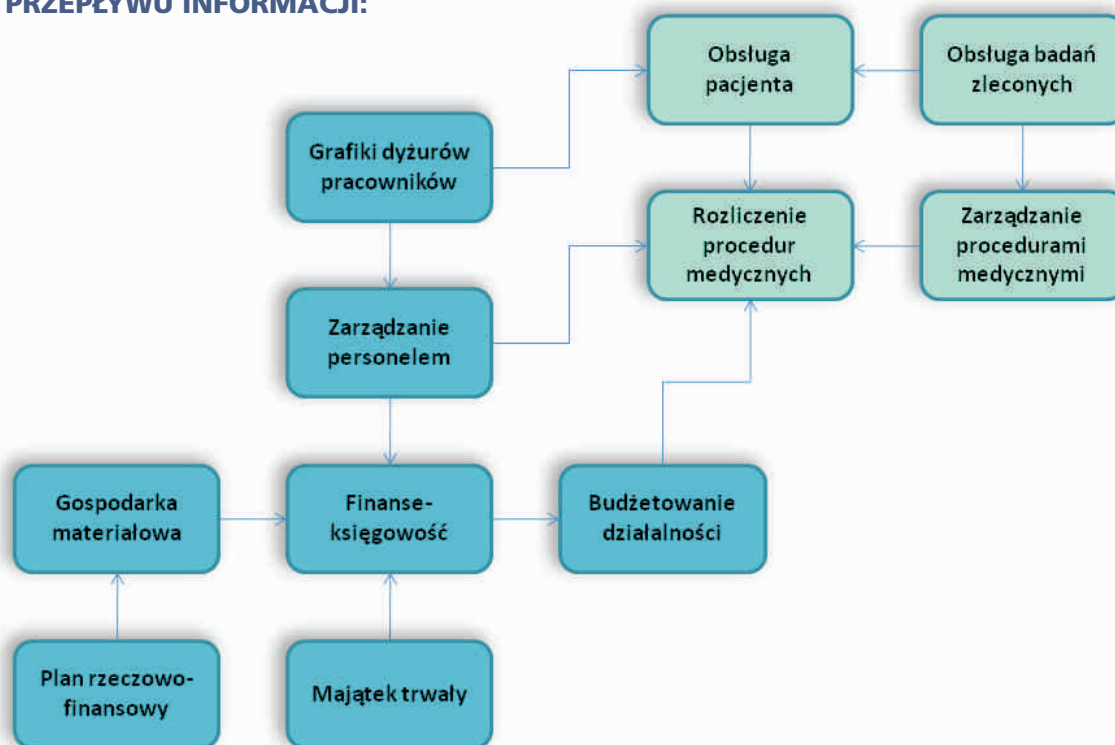 PRZEPŁYWU INFORMACJI:
Obsługa
pacjenta
Obsługa badań
zleconych
Grafiki dyżurów
pracowników
Rozliczenie
procedur
medycznych
Zarządzanie
procedurami
medycznymi
Zarządzanie
personelem
Gospodarka
materiałowa
Finanse-
księgowość
Budżetowanie
działalności
Plan rzeczowo-
finansowy
Majątek trwały